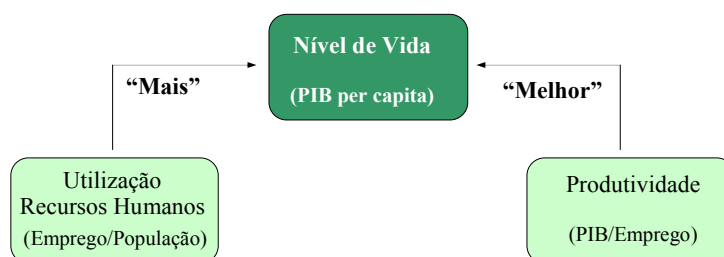 Nível de Vida
(PIB per capita)
“Mais”
“Melhor”
Utilização
Recursos Humanos
(Emprego/População)
Produtividade
(PIB/Emprego)